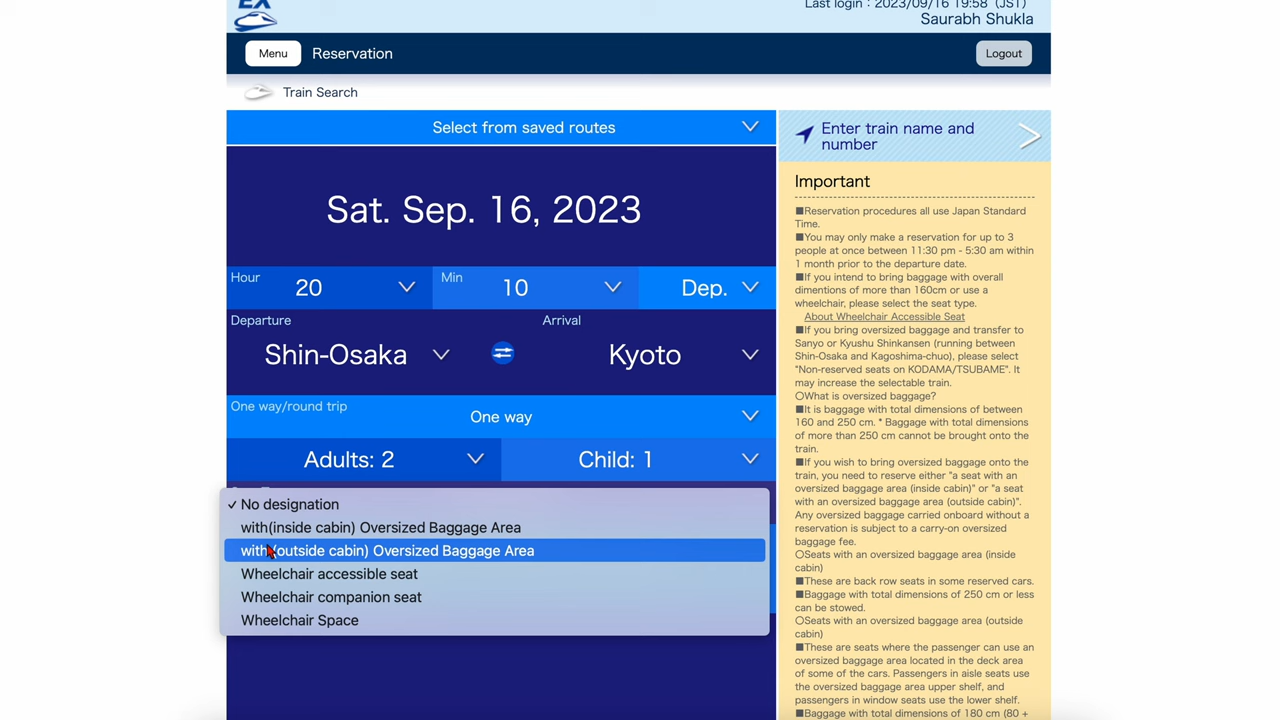 EX
Last login：2023/09/16 19:58（JST）
Saurabh Shukla
Menu
Reservation
Logout
Train Search
Select from saved routes
Sat. Sep. 16, 2023
Hour
20
Min
10
Dep.
Departure
Shin-Osaka
Arrival
Kyoto
One way/round trip
One way
Adults: 2
Child: 1
✓ No designation
with(inside cabin) Oversized Baggage Area
with(outside cabin) Oversized Baggage Area
Wheelchair accessible seat
Wheelchair companion seat
Wheelchair Space
Enter train name and
number
Important
■Reservation procedures all use Japan Standard
Time.
■You may only make a reservation for up to 3
people at once between 11:30 pm - 5:30 am within
1 month prior to the departure date.
■If you intend to bring baggage with overall
dimentions of more than 160cm or use a
wheelchair, please select the seat type.
About Wheelchair Accessible Seat
■If you bring oversized baggage and transfer to
Sanyo or Kyushu Shinkansen (running between
Shin-Osaka and Kagoshima-chuo), please select
"Non-reserved seats on KODAMA/TSUBAME". It
may increase the selectable train.
○What is oversized baggage?
■It is baggage with total dimensions of between
160 and 250 cm. * Baggage with total dimensions
of more than 250 cm cannot be brought onto the
train.
■If you wish to bring oversized baggage onto the
train, you need to reserve either "a seat with an
oversized baggage area (inside cabin)" or "a seat
with an oversized baggage area (outside cabin)".
Any oversized baggage carried onboard without a
reservation is subject to a carry-on oversized
baggage fee.
○Seats with an oversized baggage area (inside
cabin)
■These are back row seats in some reserved cars.
■Baggage with total dimensions of 250 cm or less
can be stowed.
○Seats with an oversized baggage area (outside
cabin)
■These are seats where the passenger can use an
oversized baggage area located in the deck area
of some of the cars. Passengers in aisle seats use
the oversized baggage area upper shelf, and
passengers in window seats use the lower shelf.
■Baggage with total dimensions of 180 cm (80 +